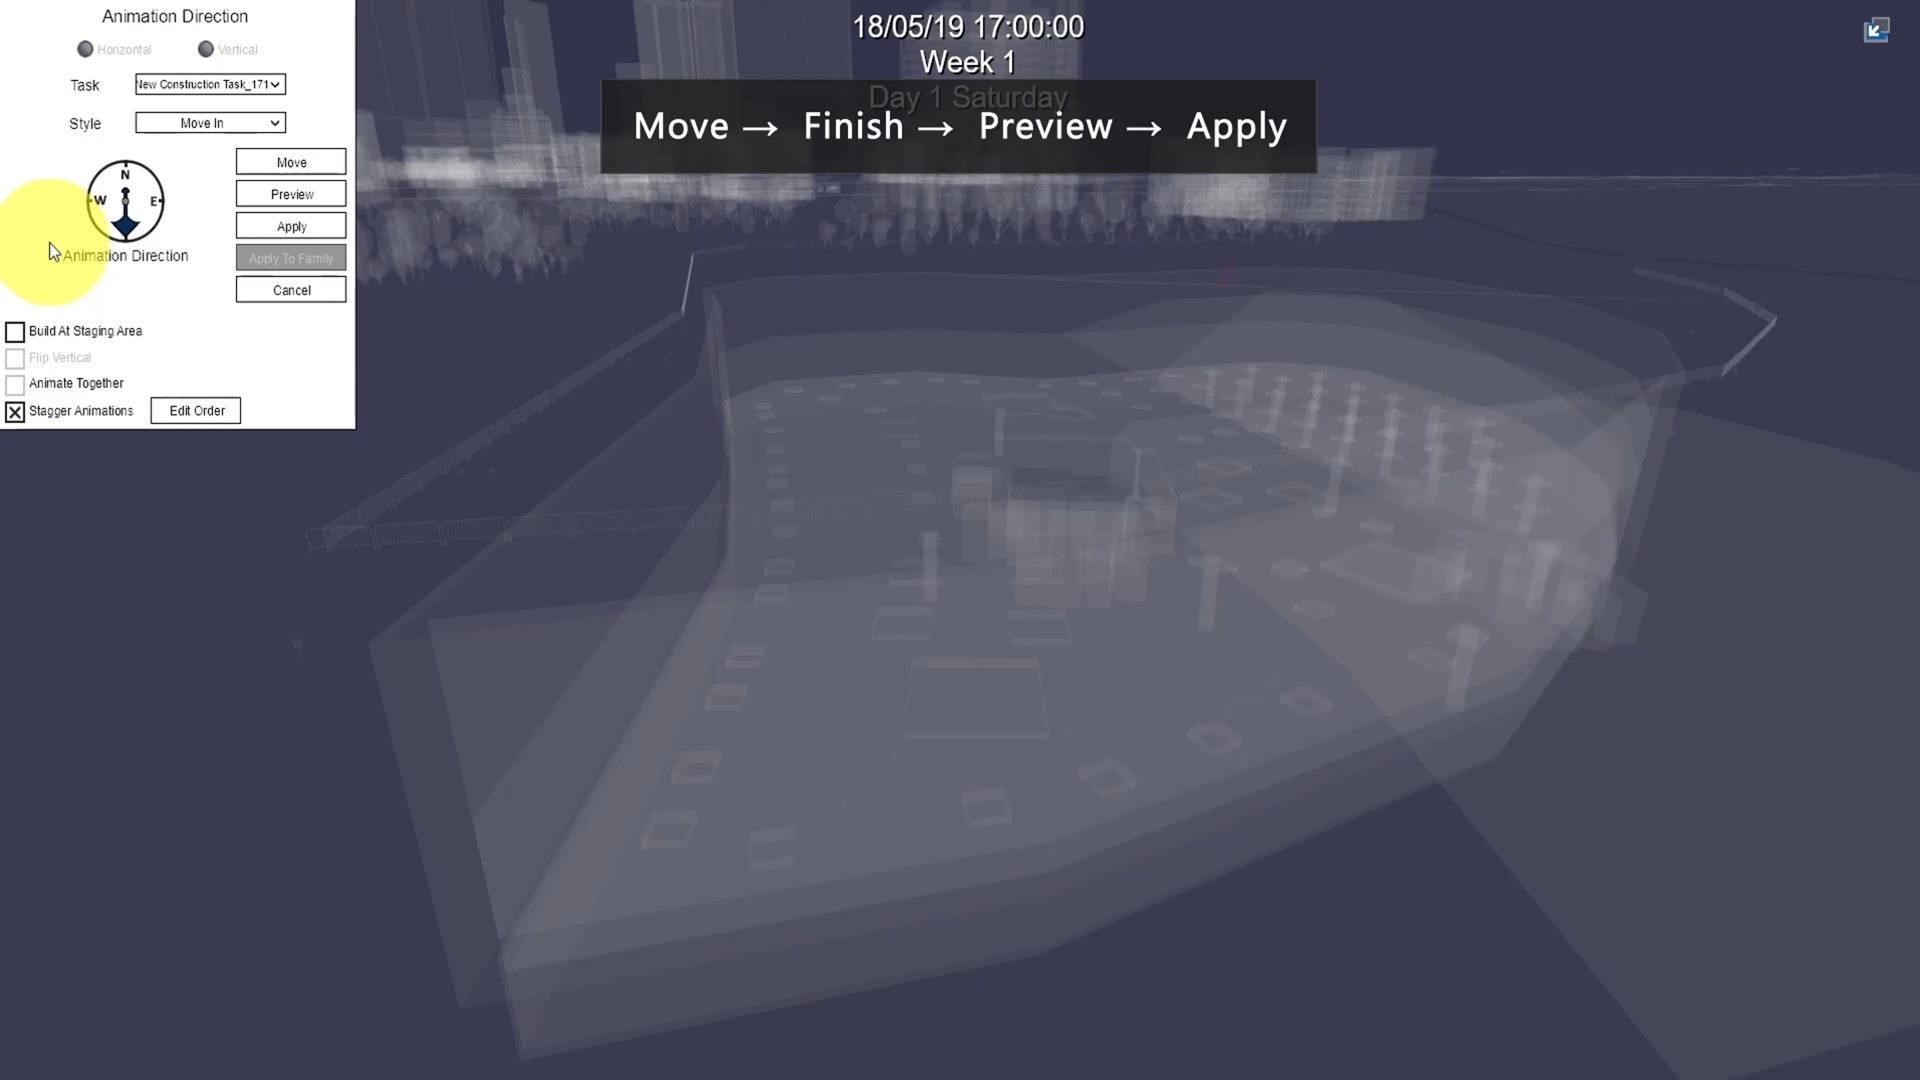 Animation Direction
Horizontal
Vertical
Task
New Construction Task_171
Style
Move In
N
W
E
Animation Direction
Move
Preview
Apply
Apply To Family
Cancel
Build At Staging Area
Flip Vertical
Animate Together
Stagger Animations
Edit Order
18/05/19 17:00:00
Week 1
Day 1 Saturday
Move → Finish → Preview → Apply